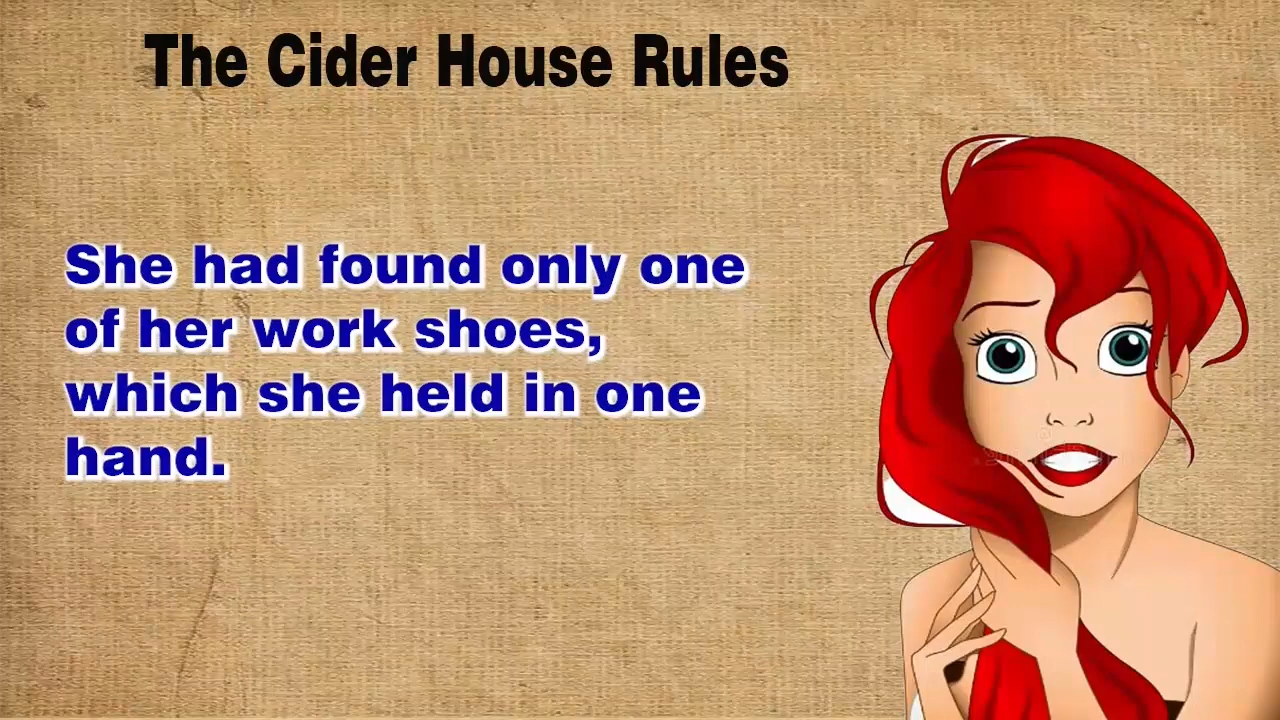 The Cider House Rules
She had found only one
of her work shoes,
which she held in one
hand.